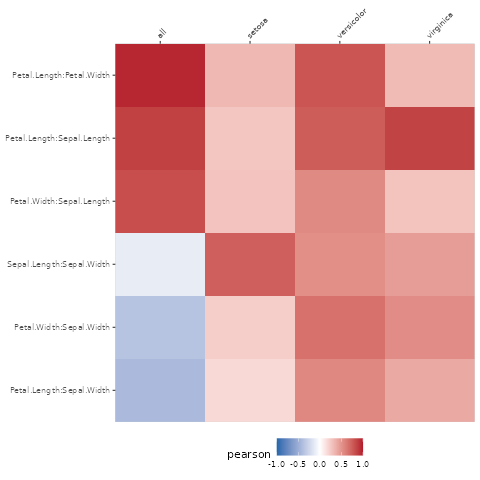 all
setosa
versicolor
virginica
Petal.Length:Petal.Width
Petal.Length:Sepal.Length
Petal.Width:Sepal.Length
Sepal.Length:Sepal.Width
Petal.Width:Sepal.Width
Petal.Length:Sepal.Width
pearson
-1.0 -0.5 0.0 0.5 1.0